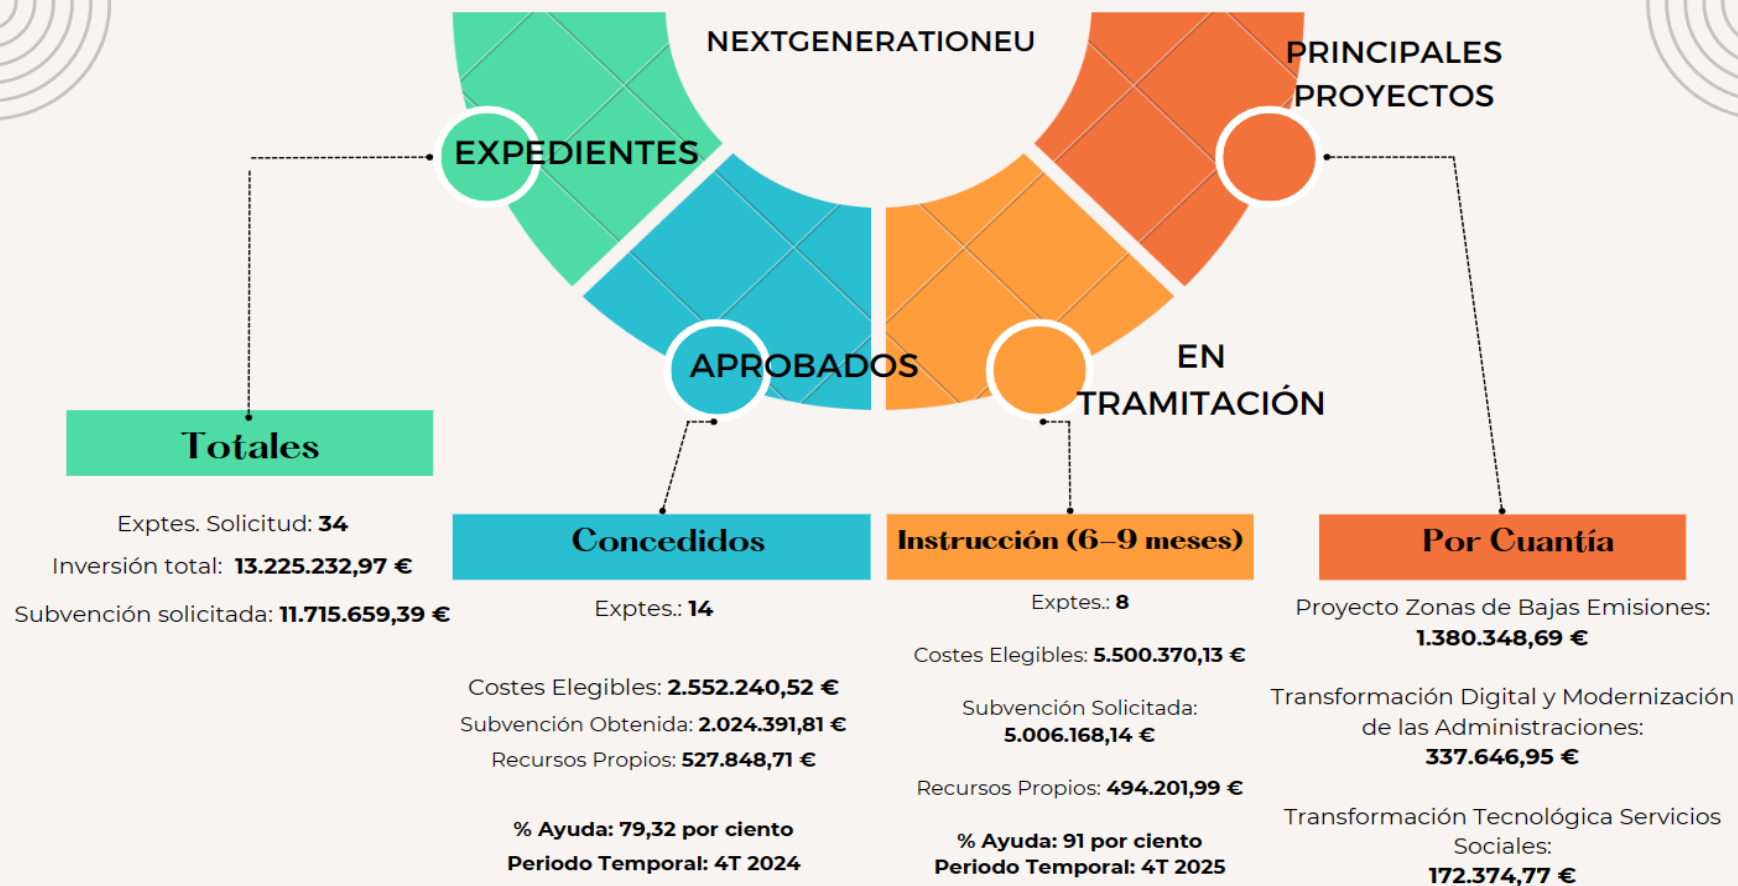 NEXTGENERATIONEU
EXPEDIENTES
Totales
Exptes. Solicitud: 34
Inversión total: 13.225.232,97 €
Subvención solicitada: 11.715.659,39 €
APROBADOS
Concedidos
Exptes.: 14
Costes Elegibles: 2.552.240,52 €
Subvención Obtenida: 2.024.391,81 €
Recursos Propios: 527.848,71 €
% Ayuda: 79,32 por ciento
Periodo Temporal: 4T 2024
EN
TRAMITACIÓN
Instrucción (6-9 meses)
Exptes.: 8
Costes Elegibles: 5.500.370,13 €
Subvención Solicitada:
5.006.168,14 €
Recursos Propios: 494.201,99 €
% Ayuda: 91 por ciento
Periodo Temporal: 4T 2025
PRINCIPALES
PROYECTOS
Por Cuantía
Proyecto Zonas de Bajas Emisiones:
1.380.348,69 €
Transformación Digital y Modernización
de las Administraciones:
337.646,95 €
Transformación Tecnológica Servicios
Sociales:
172.374,77 €